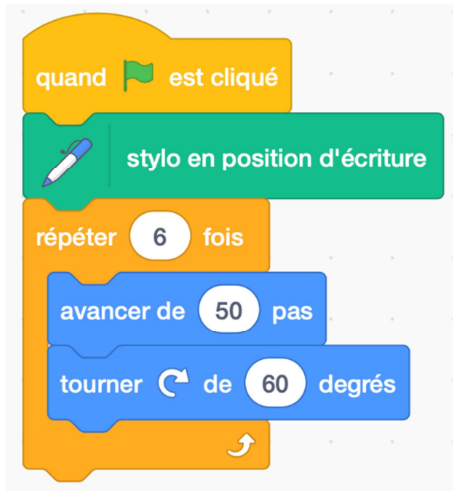 quand est cliqué
stylo en position d'écriture
répéter 6 fois
avancer de 50 pas
tourner de 60 degrés